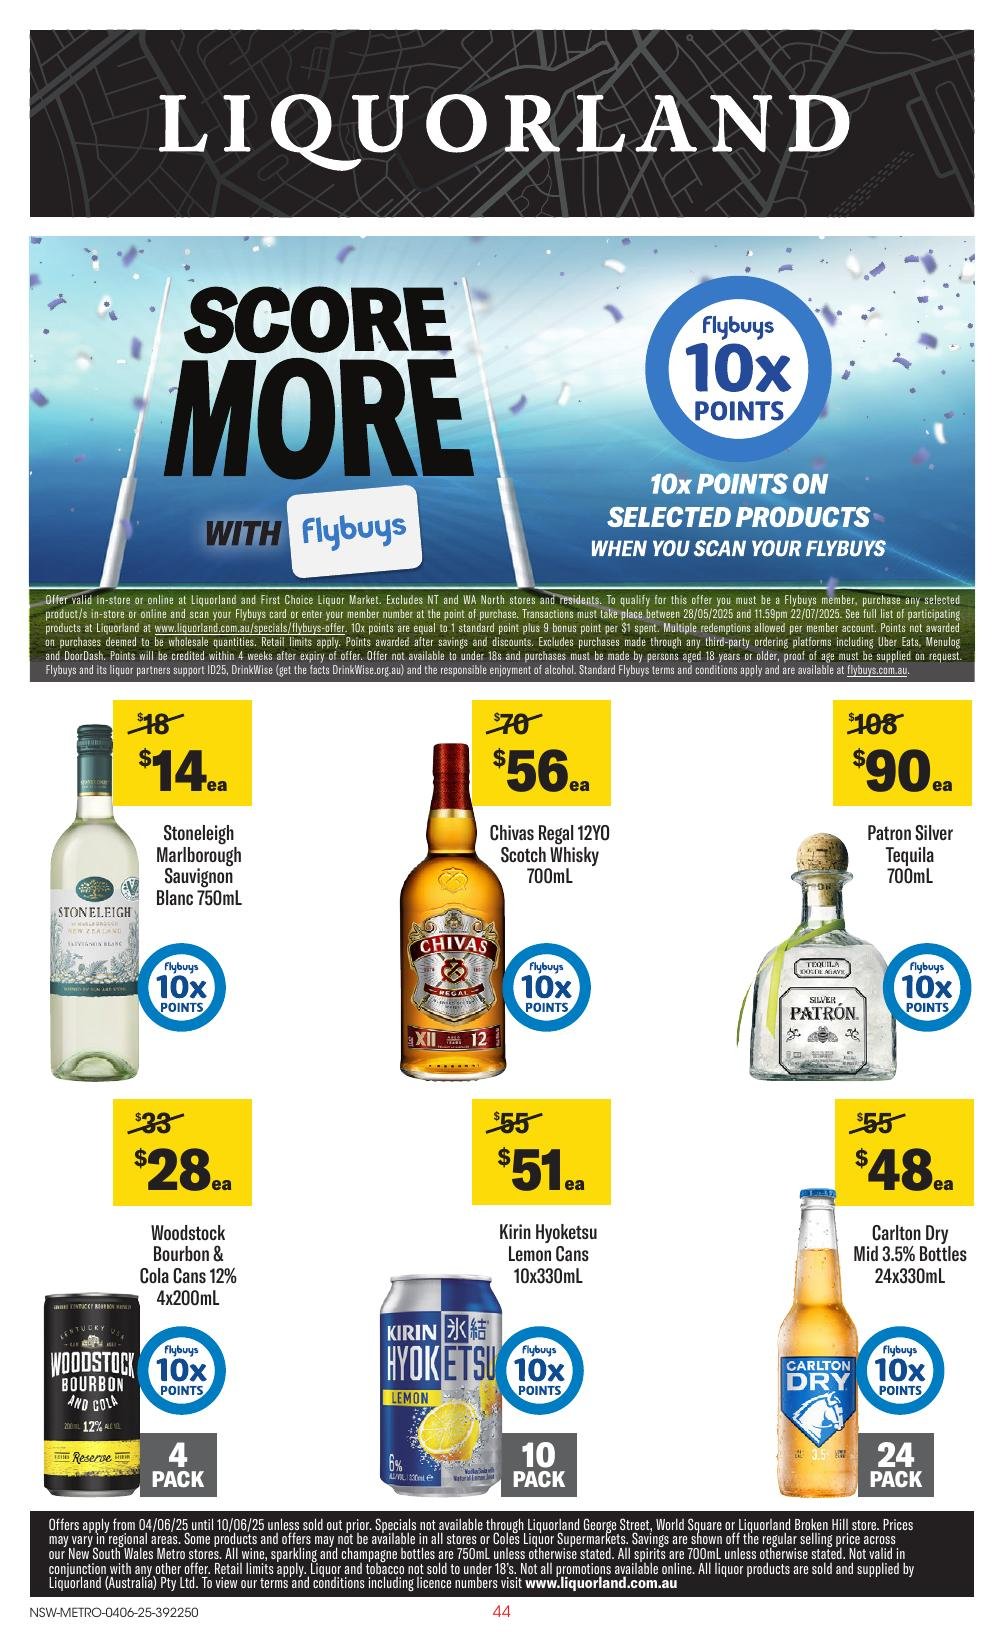 LIQUORLAND
SCORE
MORE
WITH flybuys
flybuys
10x
POINTS
10x POINTS ON
SELECTED PRODUCTS
WHEN YOU SCAN YOUR FLYBUYS
Offer valid in-store or online at Liquorland and First Choice Liquor Market. Excludes NT and WA North stores and residents. To qualify for this offer you must be a Flybuys member, purchase any selected
product/s in-store or online and scan your Flybuys card or enter your member number at the point of purchase. Transactions must take place between 28/05/2025 and 11.59pm 22/07/2025. See full list of participating
products at Liquorland at www.liquorland.com.au/specials/flybuys-offer. 10x points are equal to 1 standard point plus 9 bonus point per $1 spent. Multiple redemptions allowed per member account. Points not awarded
on purchases deemed to be wholesale quantities. Retail limits apply. Points awarded after savings and discounts. Excludes purchases made through any third-party ordering platforms including Uber Eats, Menulog
and DoorDash. Points will be credited within 4 weeks after expiry of offer. Offer not available to under 18s and purchases must be made by persons aged 18 years or older, proof of age must be supplied on request.
Flybuys and its liquor partners support ID25, DrinkWise (get the facts DrinkWise.org.au) and the responsible enjoyment of alcohol. Standard Flybuys terms and conditions apply and are available at flybuys.com.au.
$18
$14ea
Stoneleigh
Marlborough
Sauvignon
Blanc 750mL
STONELEIGH
NEW ZEALAND
SAUVIGNON BLANC
flybuys
10x
POINTS
$70
$56ea
Chivas Regal 12YO
Scotch Whisky
700mL
CHIVAS
REGAL
XII AGED YEARS 12
flybuys
10x
POINTS
$108
$90ea
Patron Silver
Tequila
700mL
TEQUILA
100% DE AGAVE
SILVER
PATRÓN
flybuys
10x
POINTS
$33
$28ea
Woodstock
Bourbon &
Cola Cans 12%
4x200mL
KENTUCKY USA
WOODSTOCK
BOURBON
AND COLA
200mL 12% ALC VOL
Reserve
flybuys
10x
POINTS
4
PACK
$55
$51ea
Kirin Hyoketsu
Lemon Cans
10x330mL
KIRIN 氷結
HYOKETSU
LEMON
6%
ALC/VOL | 330mL e
flybuys
10x
POINTS
10
PACK
$55
$48ea
Carlton Dry
Mid 3.5% Bottles
24x330mL
CARLTON
DRY
3.5
flybuys
10x
POINTS
24
PACK
Offers apply from 04/06/25 until 10/06/25 unless sold out prior. Specials not available through Liquorland George Street, World Square or Liquorland Broken Hill store. Prices
may vary in regional areas. Some products and offers may not be available in all stores or Coles Liquor Supermarkets. Savings are shown off the regular selling price across
our New South Wales Metro stores. All wine, sparkling and champagne bottles are 750mL unless otherwise stated. All spirits are 700mL unless otherwise stated. Not valid in
conjunction with any other offer. Retail limits apply. Liquor and tobacco not sold to under 18's. Not all promotions available online. All liquor products are sold and supplied by
Liquorland (Australia) Pty Ltd. To view our terms and conditions including licence numbers visit www.liquorland.com.au
NSW-METRO-0406-25-392250
44